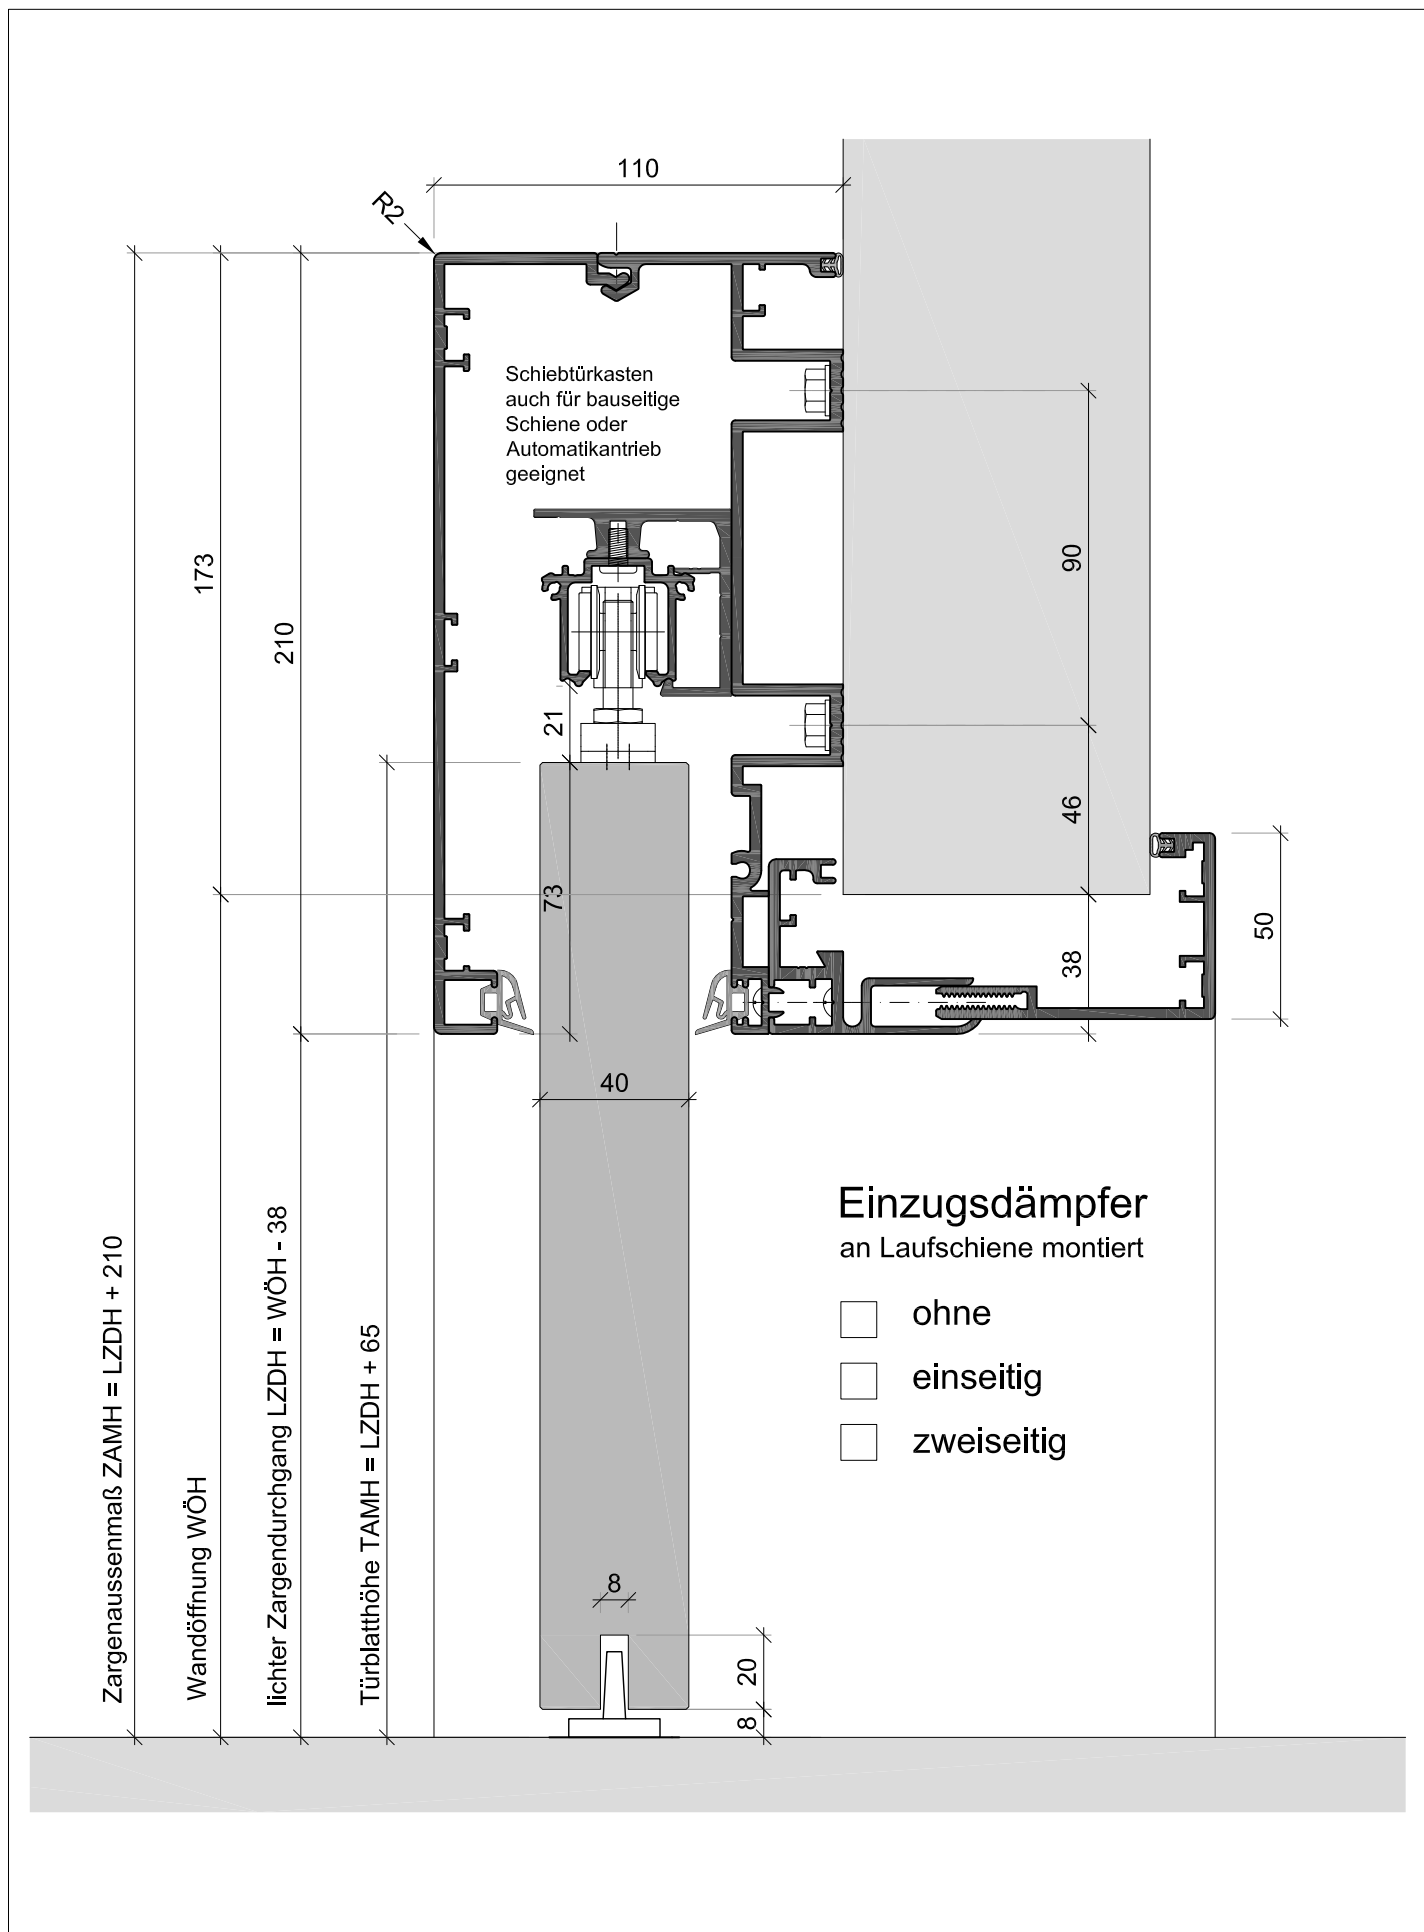 110
R2
Schiebtürkasten
auch für bauseitige
Schiene oder
Automatikantrieb
geeignet
173
210
90
21
46
73
38
50
40
Einzugsdämpfer
an Laufschiene montiert
ohne
einseitig
zweiseitig
Zargenaussenmaß ZAMH = LZDH + 210
Wandöffnung WÖH
lichter Zargendurchgang LZDH = WÖH - 38
Türblatthöhe TAMH = LZDH + 65
8
20
8